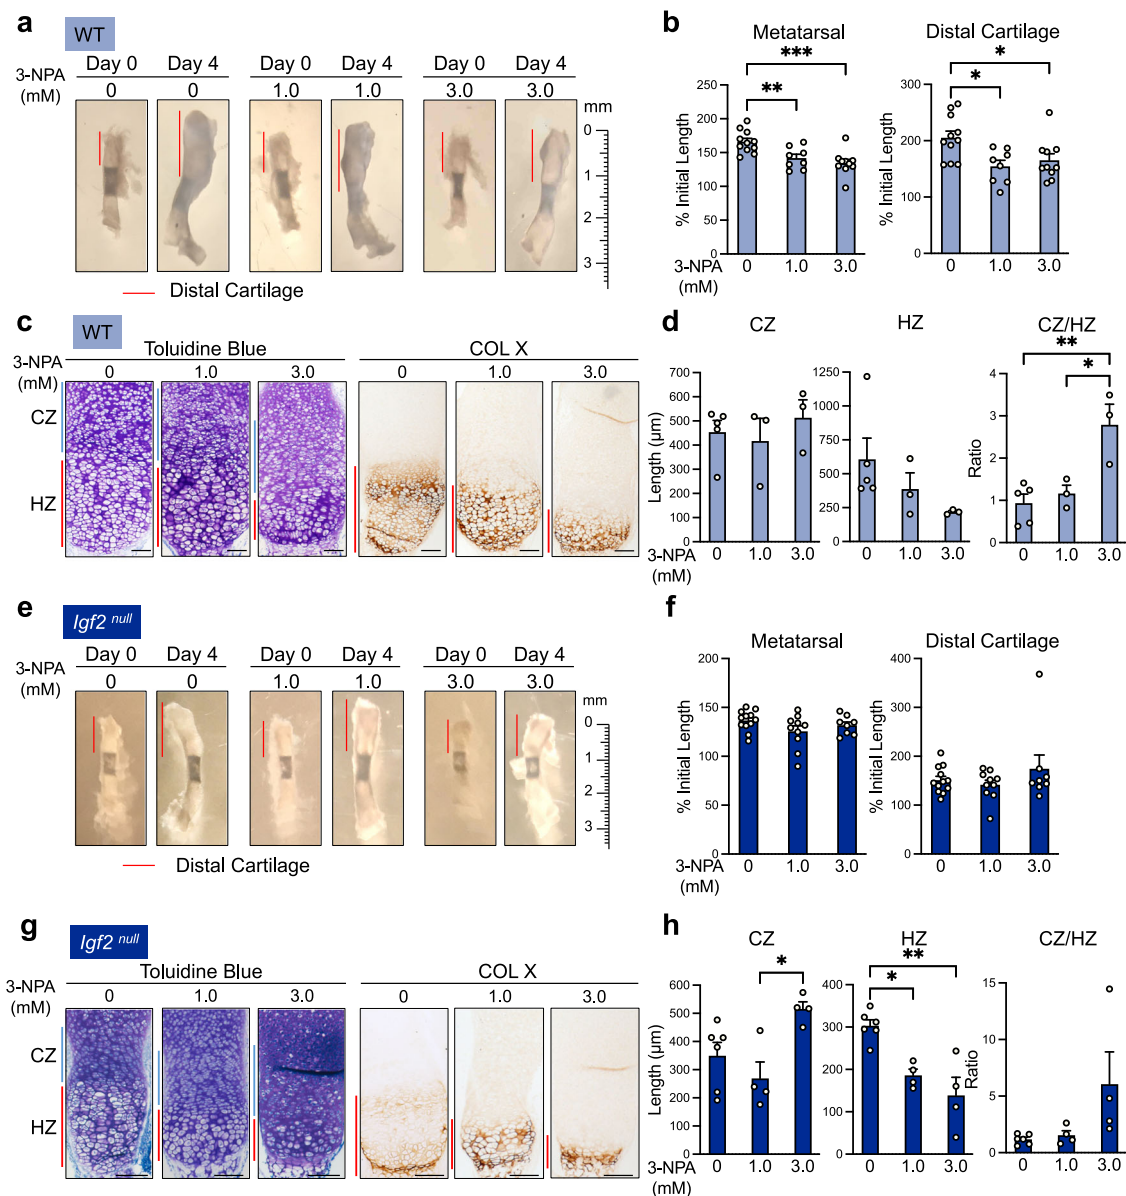 a
WT
3-NPA
(mM)
Day 0 Day 4 Day 0 Day 4 Day 0 Day 4
0 0 1.0 1.0 3.0 3.0
mm
0
1
2
3
Distal Cartilage
b
Metatarsal
Distal Cartilage
***
**
*
*
% Initial Length
250
200
150
100
50
0
% Initial Length
300
200
100
0
3-NPA
(mM)
0 1.0 3.0
0 1.0 3.0
c
WT
Toluidine Blue
COL X
3-NPA
(mM)
0 1.0 3.0
0 1.0 3.0
CZ
HZ
d
CZ
HZ
CZ/HZ
**
*
Length (µm)
700
600
500
400
300
200
100
0
1250
1000
750
500
250
0
Ratio
4
3
2
1
0
3-NPA
(mM)
0 1.0 3.0
0 1.0 3.0
0 1.0 3.0
e
Igf2 null
3-NPA
(mM)
Day 0 Day 4 Day 0 Day 4 Day 0 Day 4
0 0 1.0 1.0 3.0 3.0
mm
0
1
2
3
Distal Cartilage
f
Metatarsal
Distal Cartilage
% Initial Length
200
150
100
50
0
% Initial Length
400
300
200
100
0
3-NPA
(mM)
0 1.0 3.0
0 1.0 3.0
g
Igf2 null
Toluidine Blue
COL X
3-NPA
(mM)
0 1.0 3.0
0 1.0 3.0
CZ
HZ
h
CZ
HZ
CZ/HZ
*
**
*
Length (µm)
600
500
400
300
200
100
0
400
300
200
100
0
Ratio
15
10
5
0
3-NPA
(mM)
0 1.0 3.0
0 1.0 3.0
0 1.0 3.0